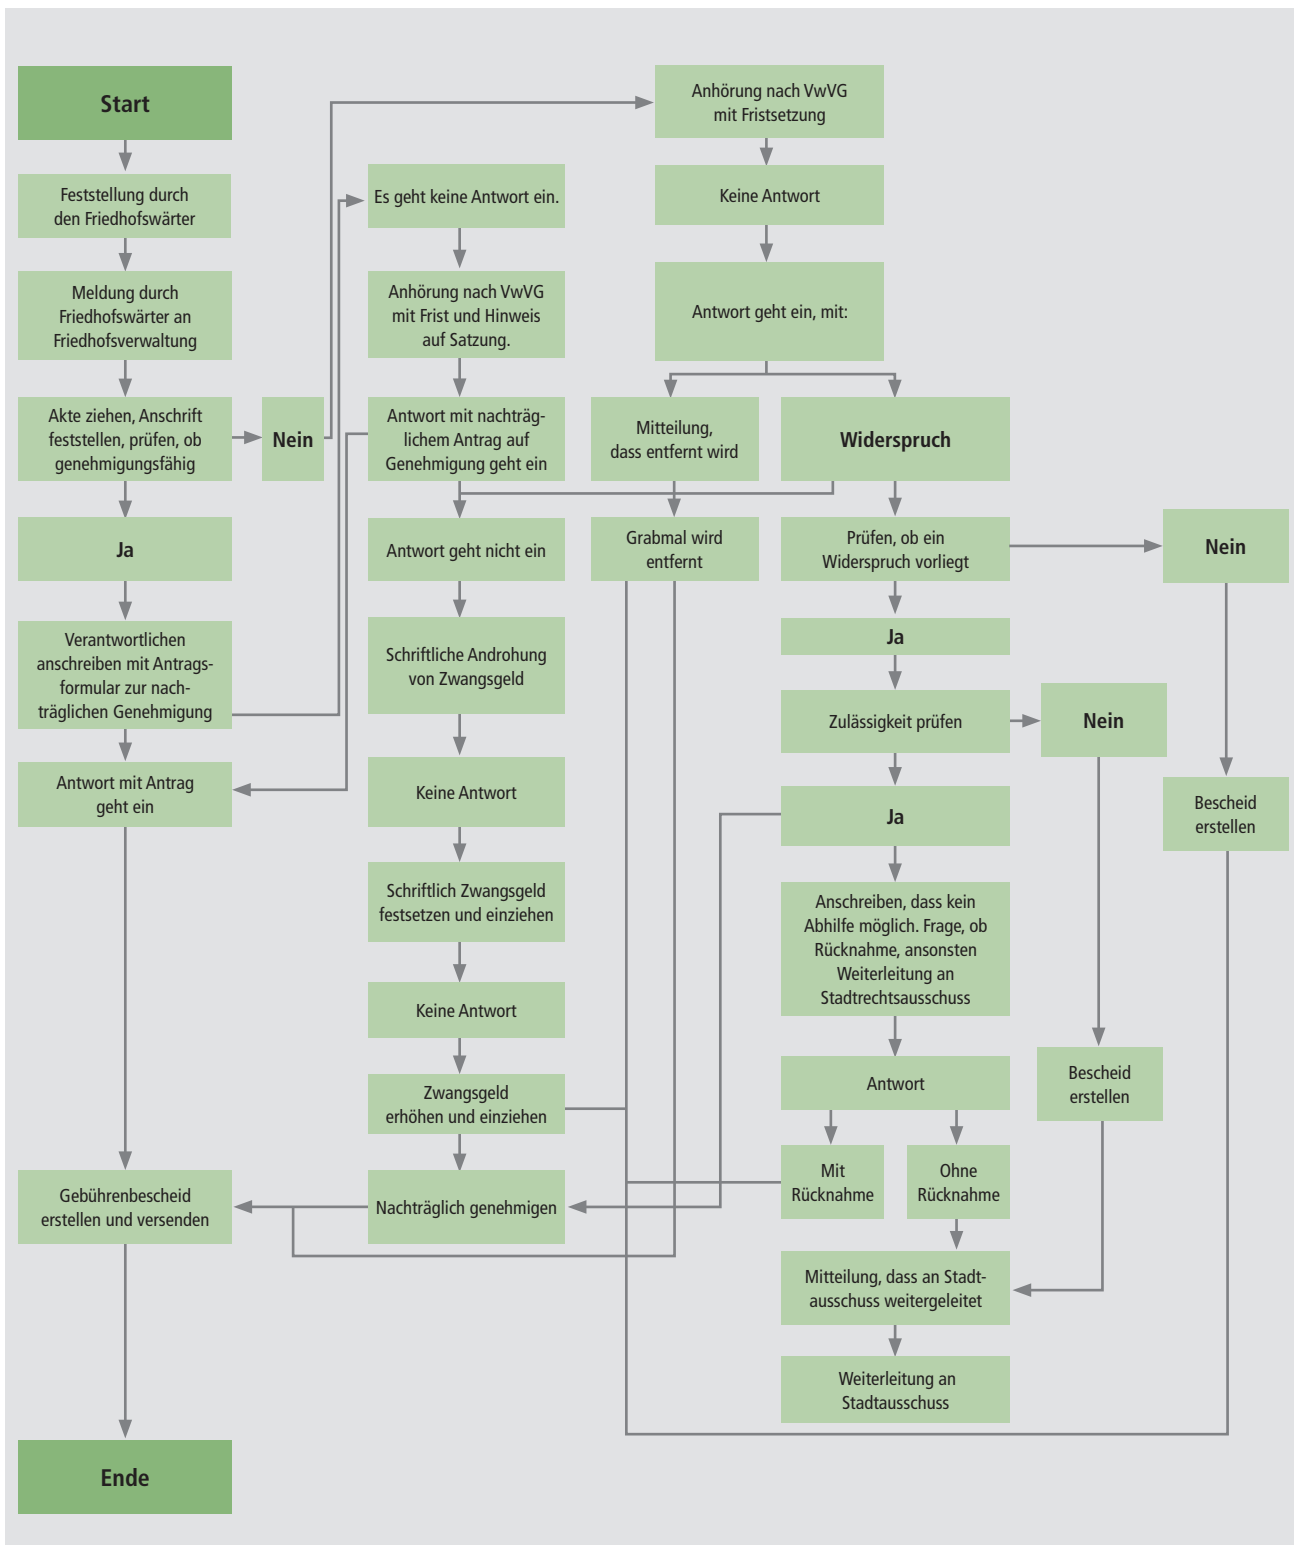 Start
Feststellung durch
den Friedhofswärter
Meldung durch
Friedhofswärter an
Friedhofsverwaltung
Akte ziehen, Anschrift
feststellen, prüfen, ob
genehmigungsfähig
Nein
Ja
Verantwortlichen
anschreiben mit Antrags-
formular zur nach-
träglichen Genehmigung
Antwort mit Antrag
geht ein
Gebührenbescheid
erstellen und versenden
Ende
Es geht keine Antwort ein.
Anhörung nach VwVG
mit Frist und Hinweis
auf Satzung.
Antwort mit nachträg-
lichem Antrag auf
Genehmigung geht ein
Antwort geht nicht ein
Schriftliche Androhung
von Zwangsgeld
Keine Antwort
Schriftlich Zwangsgeld
festsetzen und einziehen
Keine Antwort
Zwangsgeld
erhöhen und einziehen
Nachträglich genehmigen
Anhörung nach VwVG
mit Fristsetzung
Keine Antwort
Antwort geht ein, mit:
Mitteilung,
dass entfernt wird
Grabmal wird
entfernt
Widerspruch
Prüfen, ob ein
Widerspruch vorliegt
Ja
Zulässigkeit prüfen
Ja
Anschreiben, dass kein
Abhilfe möglich. Frage, ob
Rücknahme, ansonsten
Weiterleitung an
Stadtrechtsausschuss
Antwort
Mit
Rücknahme
Ohne
Rücknahme
Mitteilung, dass an Stadt-
ausschuss weitergeleitet
Weiterleitung an
Stadtausschuss
Nein
Bescheid
erstellen
Nein
Bescheid
erstellen